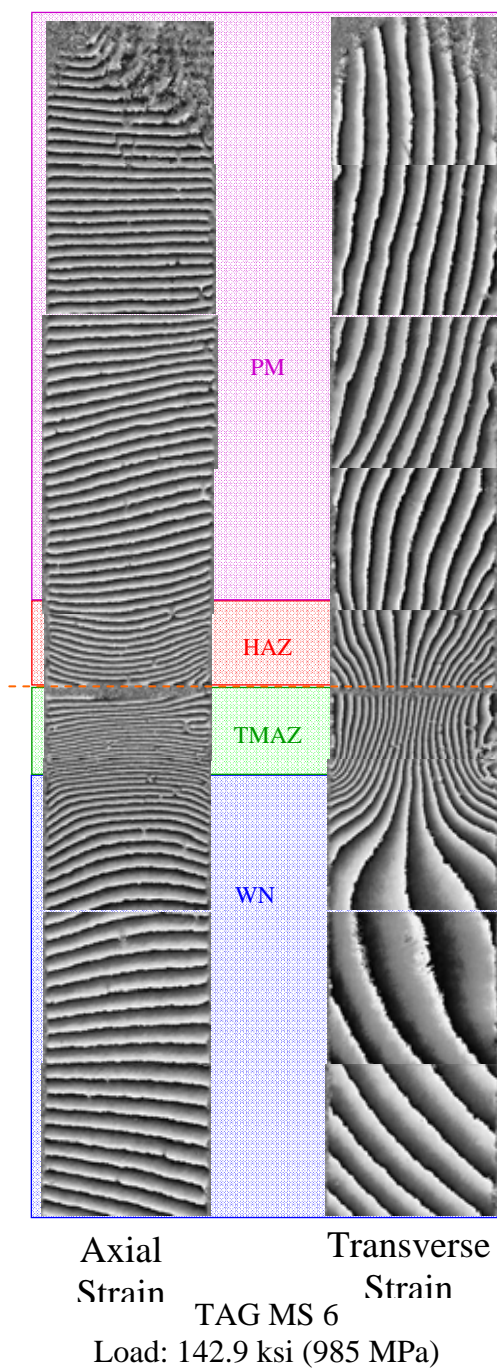 PM
HAZ
TMAZ
WN
Axial
Strain
Transverse
Strain
TAG MS 6
Load: 142.9 ksi (985 MPa)